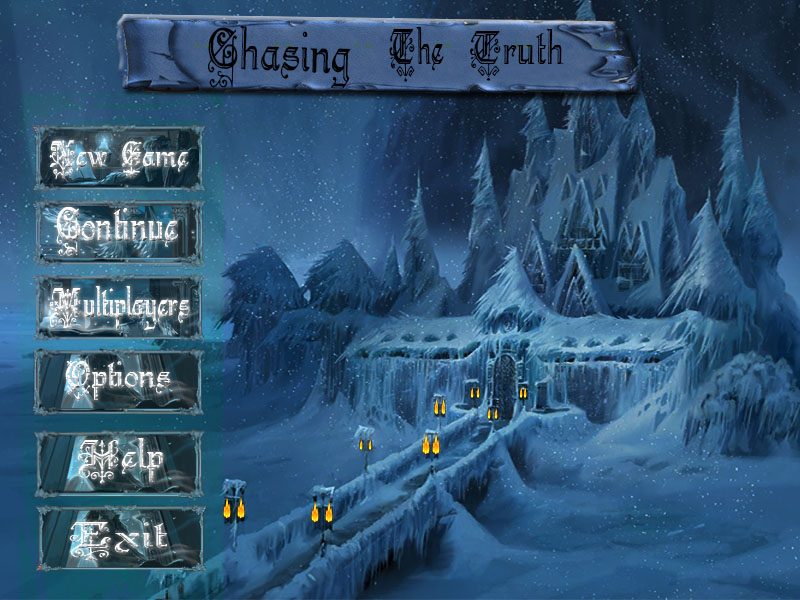 Chasing The Truth
New Game
Continue
Multiplayers
Options
Help
Exit